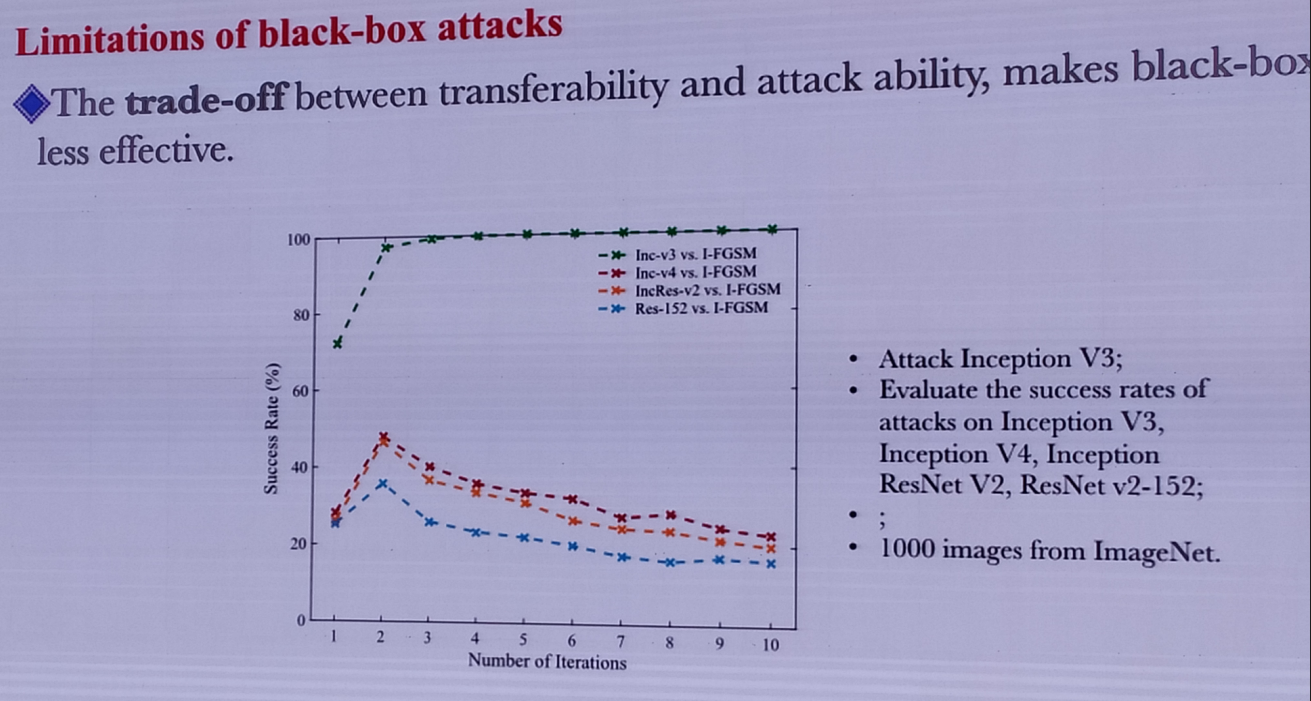 Limitations of black-box attacks
The trade-off between transferability and attack ability, makes black-box
less effective.
100
80
60
40
20
0
Success Rate (%)
Inc-v3 vs. I-FGSM
Inc-v4 vs. I-FGSM
IncRes-v2 vs. I-FGSM
Res-152 vs. I-FGSM
1 2 3 4 5 6 7 8 9 10
Number of Iterations
• Attack Inception V3;
• Evaluate the success rates of
attacks on Inception V3,
Inception V4, Inception
ResNet V2, ResNet v2-152;
• ;
• 1000 images from ImageNet.